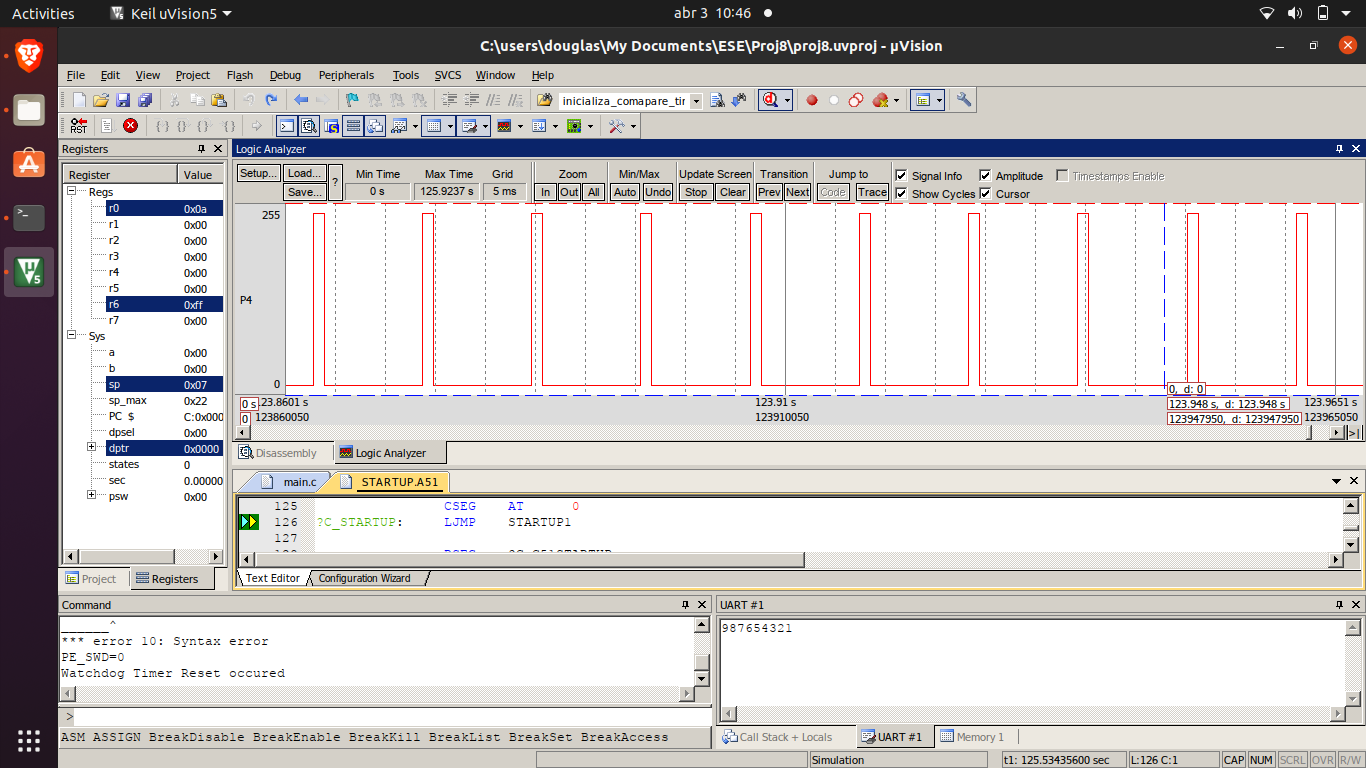 Activities Keil uVision5 abr 3 10:46
C:\users\douglas\My Documents\ESE\Proj8\proj8.uvproj - µVision
File Edit View Project Flash Debug Peripherals Tools SVCS Window Help
inicializa_comapare_tir
RST
Registers
Register Value
Regs
r0 0x0a
r1 0x00
r2 0x00
r3 0x00
r4 0x00
r5 0x00
r6 0xff
r7 0x00
Sys
a 0x00
b 0x00
sp 0x07
sp_max 0x22
PC $ C:0x000
dpsel 0x00
dptr 0x0000
states 0
sec 0.00000
psw 0x00
Project Registers
Logic Analyzer
Setup... Load... ? Min Time Max Time Grid Zoom Min/Max Update Screen Transition Jump to Signal Info Amplitude Timestamps Enable
Save... 0 s 125.9237 s 5 ms In Out All Auto Undo Stop Clear Prev Next Code Trace Show Cycles Cursor
255
P4
0
0, d: 0
0 s 23.8601 s 123.91 s 123.948 s, d: 123.948 s 123.9651 s
0 123860050 123910050 123947950, d: 123947950 123965050
Disassembly Logic Analyzer
main.c STARTUP.A51
125 CSEG AT 0
126 ?C_STARTUP: LJMP STARTUP1
127
Text Editor Configuration Wizard
Command
______^
*** error 10: Syntax error
PE_SWD=0
Watchdog Timer Reset occured
>
ASM ASSIGN BreakDisable BreakEnable BreakKill BreakList BreakSet BreakAccess
UART #1
987654321
Call Stack + Locals UART #1 Memory 1
Simulation t1: 125.53435600 sec L:126 C:1 CAP NUM SCRL OVR R/W